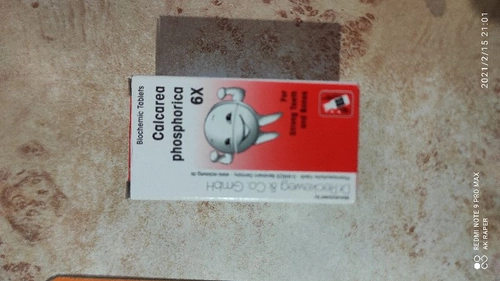 Biochemic Tablets
Calcarea
phosphorica
6X
For
Strong Teeth
and Bones
Dr. Reckeweg & Co. GmbH
2021/2/15 21:01
REDMI NOTE 9 PRO MAX
AK RAPER